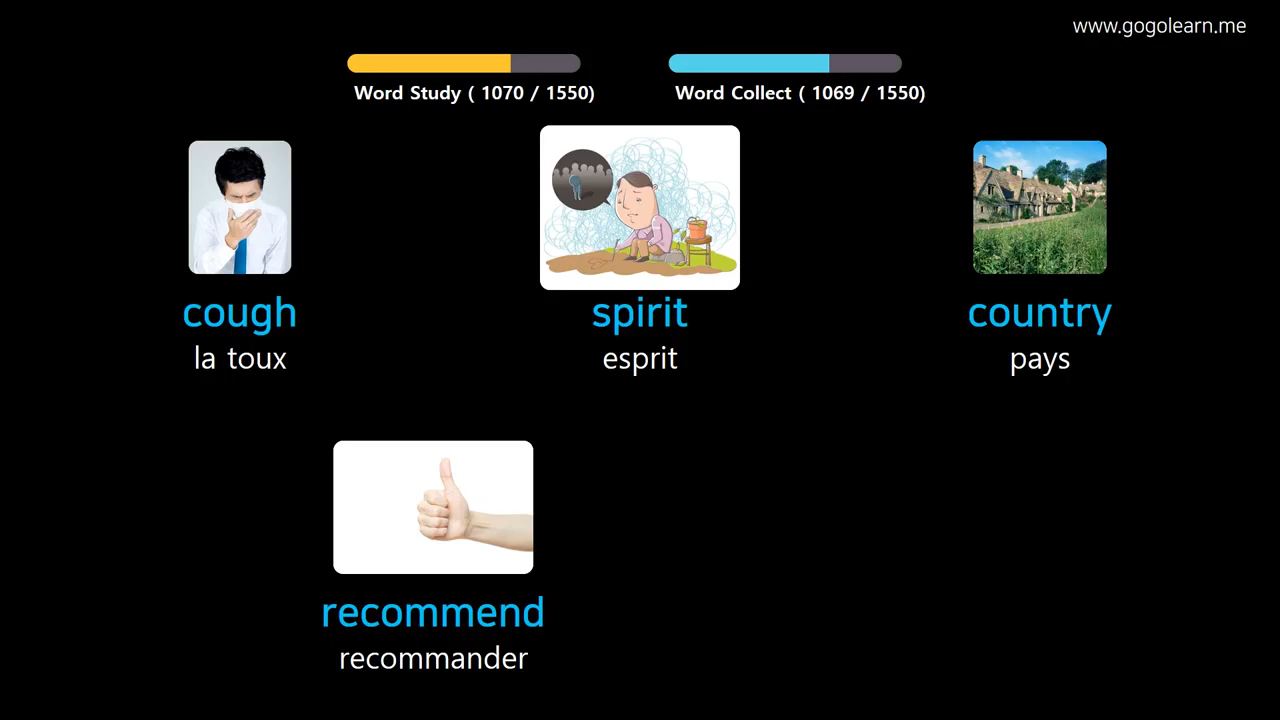 www.gogolearn.me
Word Study ( 1070 / 1550)
Word Collect ( 1069 / 1550)
cough
la toux
spirit
esprit
country
pays
recommend
recommander